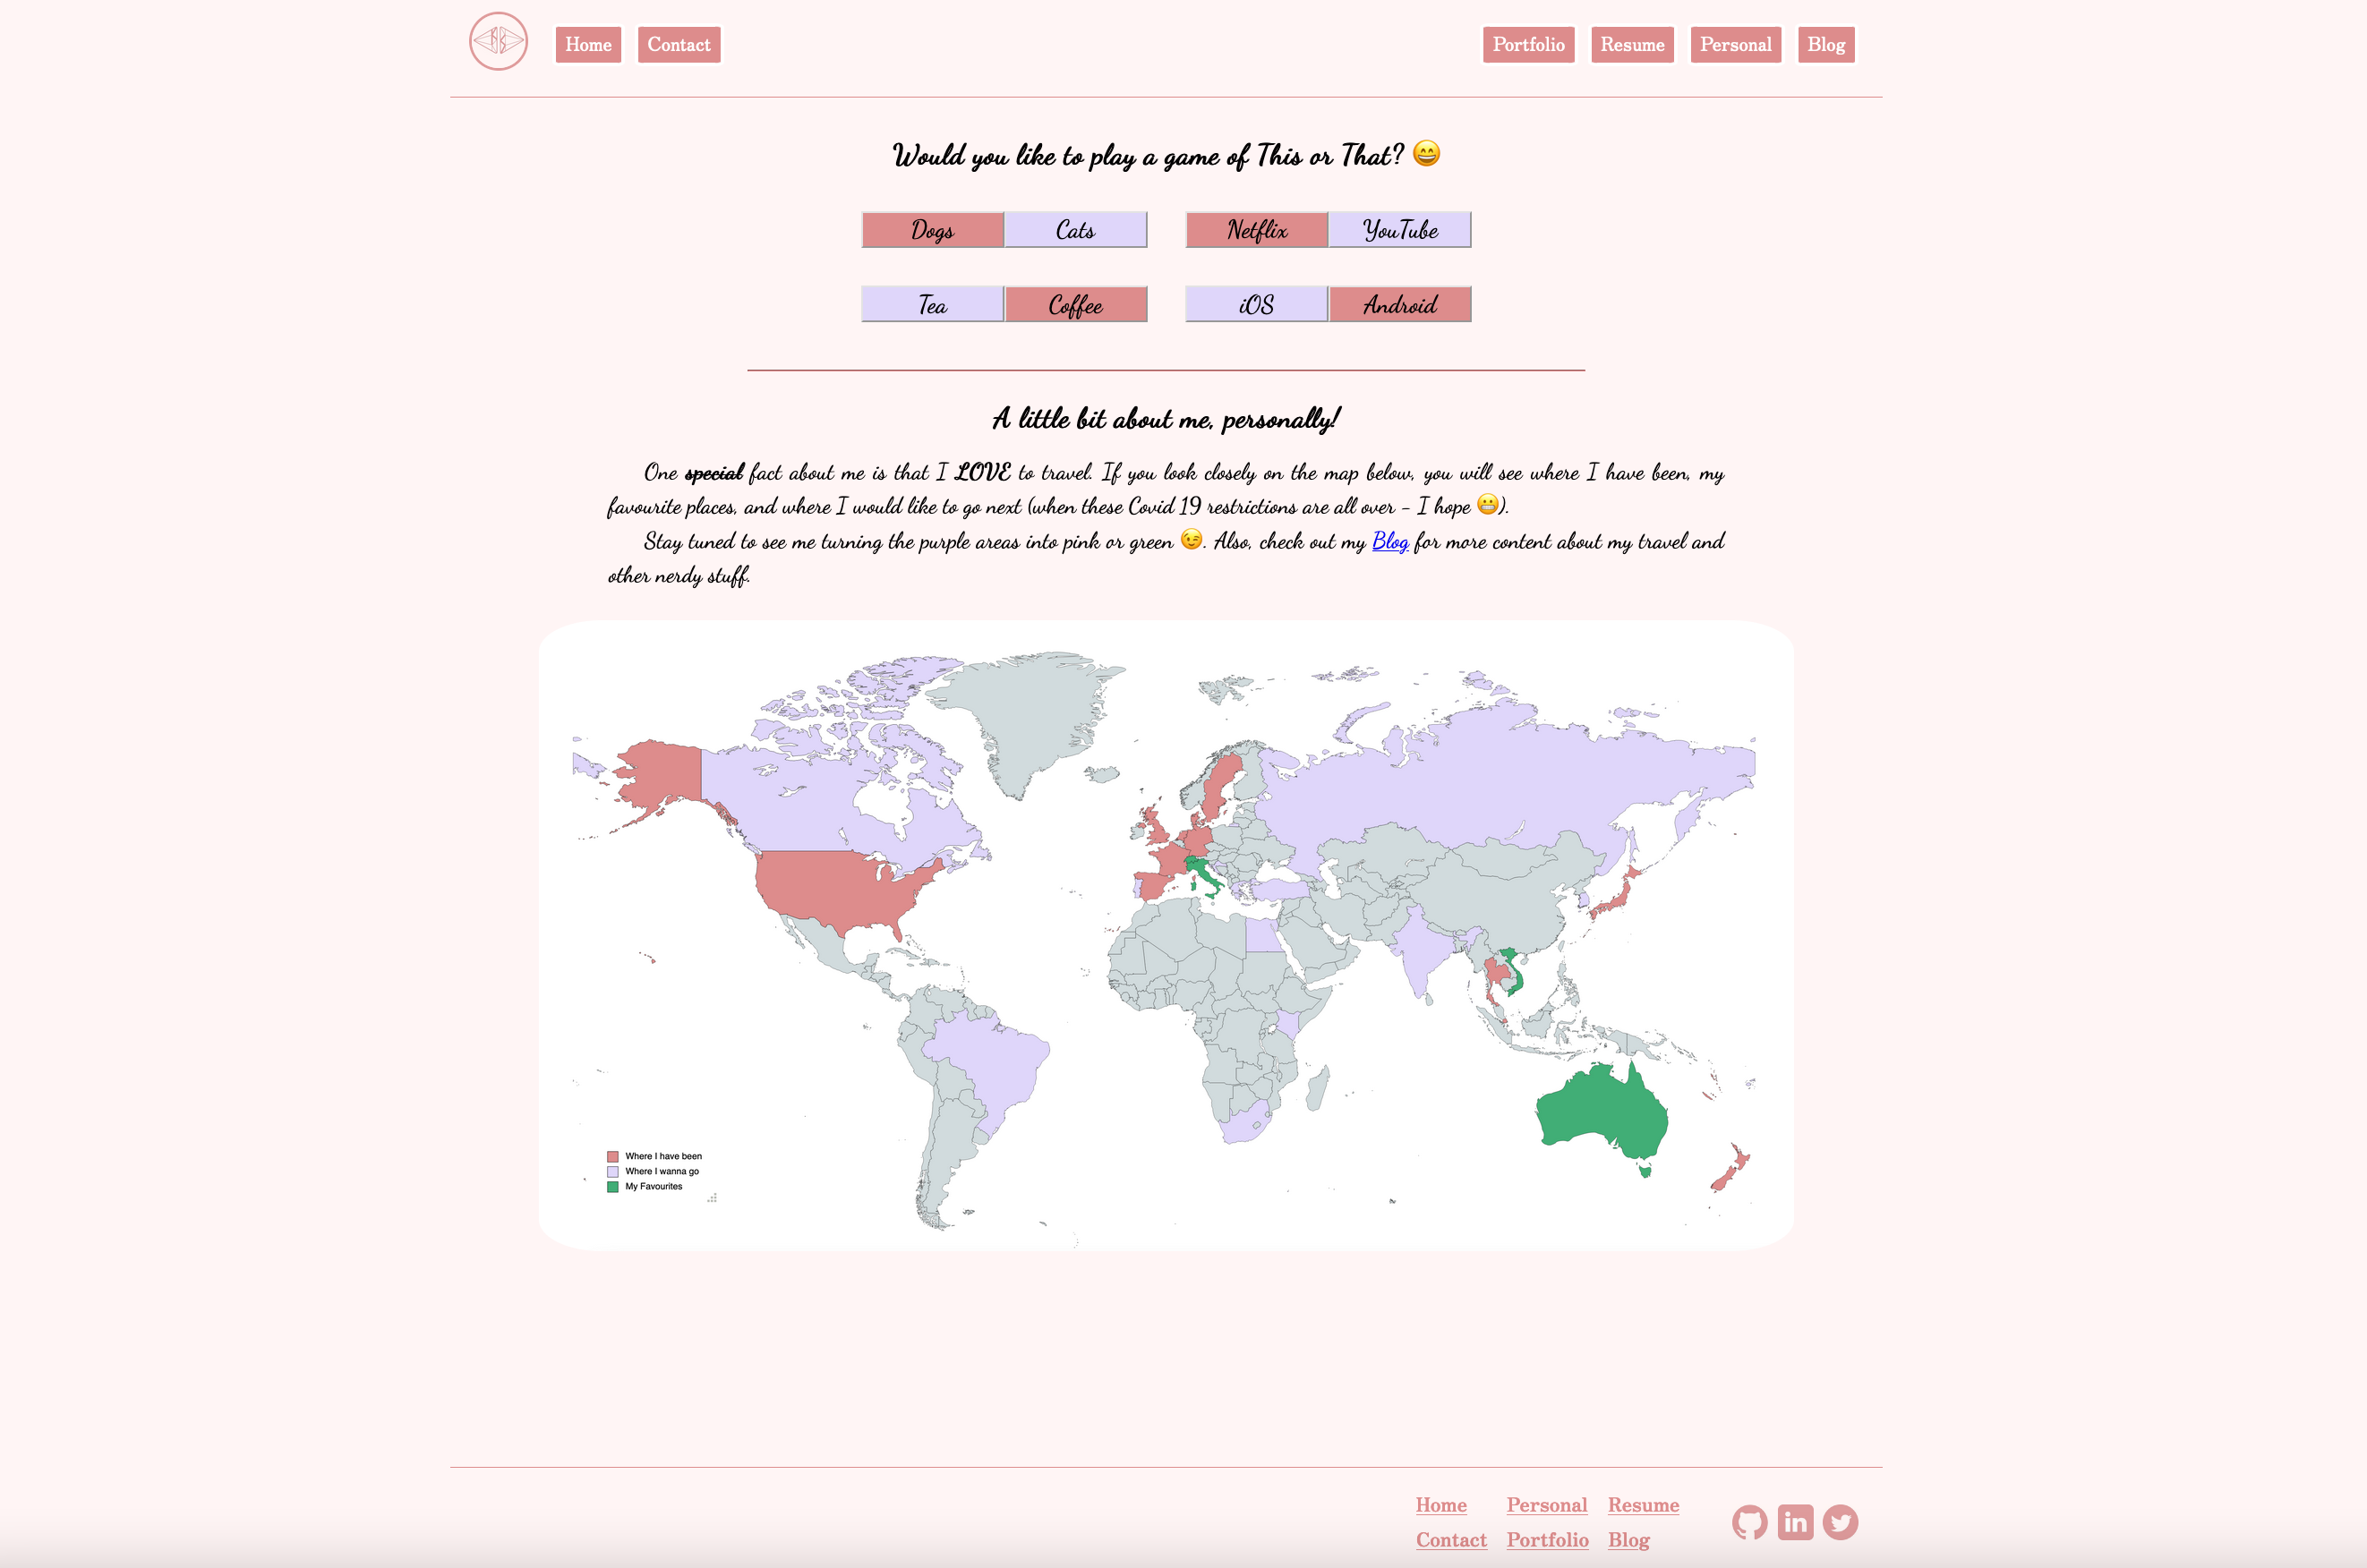 Home Contact Portfolio Resume Personal Blog
Would you like to play a game of This or That? 😄
Dogs Cats Netflix YouTube
Tea Coffee iOS Android
A little bit about me, personally!
One special fact about me is that I LOVE to travel. If you look closely on the map below, you will see where I have been, my
favourite places, and where I would like to go next (when these Covid 19 restrictions are all over - I hope 😬).
Stay tuned to see me turning the purple areas into pink or green 😉. Also, check out my Blog for more content about my travel and
other nerdy stuff.
Where I have been
Where I wanna go
My Favourites
Home Personal Resume
Contact Portfolio Blog